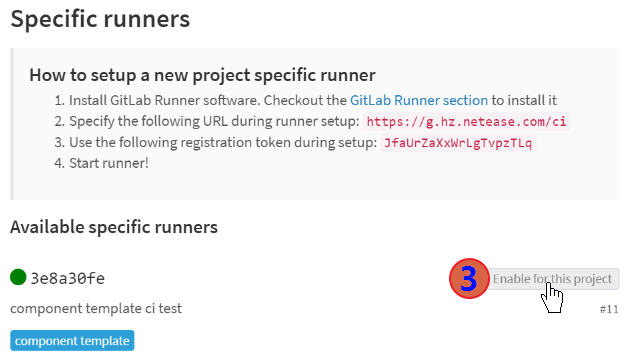 Specific runners
How to setup a new project specific runner
1. Install GitLab Runner software. Checkout the GitLab Runner section to install it
2. Specify the following URL during runner setup: https://g.hz.netease.com/ci
3. Use the following registration token during setup: JfaUrZaXxWrLgTvpzTLq
4. Start runner!
Available specific runners
3e8a30fe
3 Enable for this project
component template ci test
#11
component template